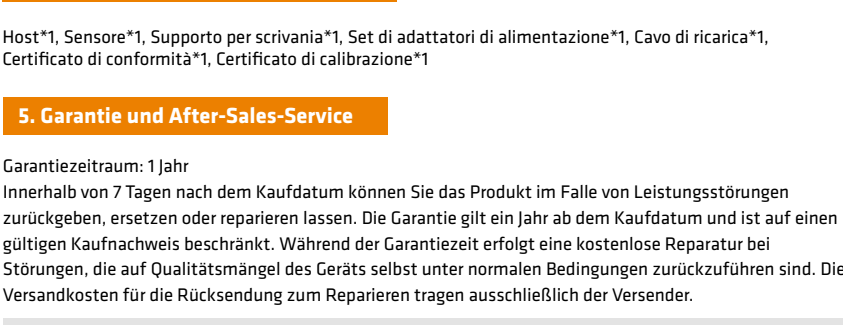 Host*1, Sensore*1, Supporto per scrivania*1, Set di adattatori di alimentazione*1, Cavo di ricarica*1,
Certificato di conformità*1, Certificato di calibrazione*1
5. Garantie und After-Sales-Service
Garantiezeitraum: 1 Jahr
Innerhalb von 7 Tagen nach dem Kaufdatum können Sie das Produkt im Falle von Leistungsstörungen
zurückgeben, ersetzen oder reparieren lassen. Die Garantie gilt ein Jahr ab dem Kaufdatum und ist auf einen
gültigen Kaufnachweis beschränkt. Während der Garantiezeit erfolgt eine kostenlose Reparatur bei
Störungen, die auf Qualitätsmängel des Geräts selbst unter normalen Bedingungen zurückzuführen sind. Die
Versandkosten für die Rücksendung zum Reparieren tragen ausschließlich der Versender.